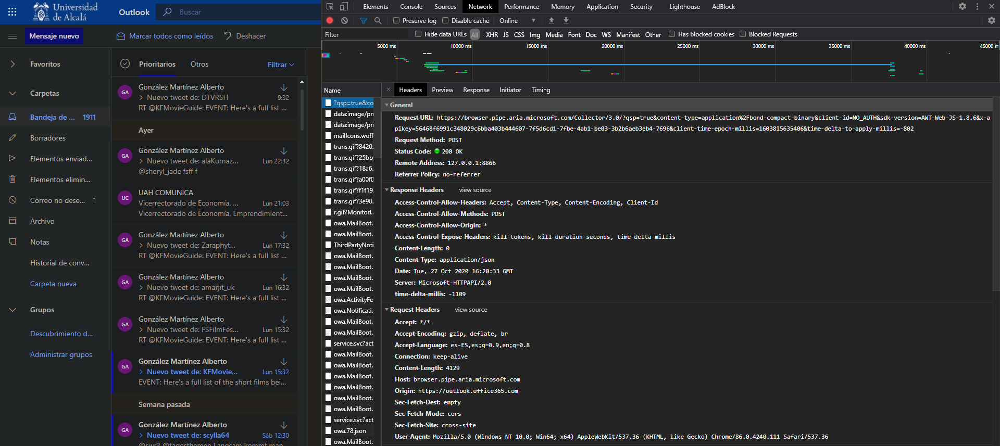 Universidad
de Alcalá
Outlook
Buscar
Mensaje nuevo
Marcar todos como leídos
Deshacer
Favoritos
Carpetas
Bandeja de ... 1911
Borradores
Elementos enviad...
Elementos elimin...
Correo no dese... 1
Archivo
Notas
Historial de conv...
Carpeta nueva
Grupos
Descubrimiento d...
Administrar grupos
Prioritarios
Otros
Filtrar
GA
González Martínez Alberto
Nuevo tweet de: DTVRSH 9:32
RT @KFMovieGuide: EVENT: Here's a full list ...
Ayer
GA
González Martínez Alberto
Nuevo tweet de: alaKurnaz... Lun 22:32
@sheryl_jade fsff f
UC
UAH COMUNICA
Vicerrectorado de Economía, ... Lun 21:03
Vicerrectorado de Economía, Emprendimient...
GA
González Martínez Alberto
Nuevo tweet de: Zaraphyt... Lun 17:32
RT @KFMovieGuide: EVENT: Here's a full list ...
GA
González Martínez Alberto
Nuevo tweet de: amarjit_uk Lun 16:32
RT @KFMovieGuide: EVENT: Here's a full list ...
GA
González Martínez Alberto
Nuevo tweet de: FSFilmFes... Lun 15:32
RT @KFMovieGuide: EVENT: Here's a full list ...
GA
González Martínez Alberto
Nuevo tweet de: KFMovie... Lun 15:32
EVENT: Here's a full list of the short films bei...
Semana pasada
GA
González Martínez Alberto
Nuevo tweet de: scylla64 Sáb 12:30
@swr3 @tagesthemen Langsam kommt man
Elements Console Sources Network Performance Memory Application Security Lighthouse AdBlock
Preserve log Disable cache Online
Filter Hide data URLs All XHR JS CSS Img Media Font Doc WS Manifest Other Has blocked cookies Blocked Requests
5000 ms 10000 ms 15000 ms 20000 ms 25000 ms 30000 ms 35000 ms 40000 ms 45000 m
Name
?qsp=true&co
data:image/pn
data:image/pn
mailIcons.woff
trans.gif?8420.
trans.gif?25bb.
trans.gif?18a6.
trans.gif?a00f0
trans.gif?f1f19.
trans.gif?3e90.
r.gif?MonitorI..
owa.MailBoot.
owa.MailBoot.
ThirdPartyNoti
owa.MailBoot.
owa.MailBoot.
owa.MailBoot.
owa.MailBoot.
owa.ActivityFe
owa.Notificati.
owa.MailBoot.
owa.MailBoot.
service.svc?act
owa.MailBoot.
owa.MailBoot.
owa.MailBoot.
owa.MailBoot.
owa.MailBoot.
owa.MailBoot.
service.svc?act
owa.78.json
owa.MailBoot.
Headers Preview Response Initiator Timing
General
Request URL: https://browser.pipe.aria.microsoft.com/Collector/3.0/?qsp=true&content-type=application%2Fbond-compact-binary&client-id=NO_AUTH&sdk-version=AWT-Web-JS-1.8.6&x-a
pikey=56468f6991c348029c6bba403b444607-7f5d6cd1-7fbe-4ab1-be03-3b2b6aeb3eb4-7696&client-time-epoch-millis=1603815635406&time-delta-to-apply-millis=-802
Request Method: POST
Status Code: 200 OK
Remote Address: 127.0.0.1:8866
Referrer Policy: no-referrer
Response Headers view source
Access-Control-Allow-Headers: Accept, Content-Type, Content-Encoding, Client-Id
Access-Control-Allow-Methods: POST
Access-Control-Allow-Origin: *
Access-Control-Expose-Headers: kill-tokens, kill-duration-seconds, time-delta-millis
Content-Length: 0
Content-Type: application/json
Date: Tue, 27 Oct 2020 16:20:33 GMT
Server: Microsoft-HTTPAPI/2.0
time-delta-millis: -1109
Request Headers view source
Accept: */*
Accept-Encoding: gzip, deflate, br
Accept-Language: es-ES,es;q=0.9,en;q=0.8
Connection: keep-alive
Content-Length: 4129
Host: browser.pipe.aria.microsoft.com
Origin: https://outlook.office365.com
Sec-Fetch-Dest: empty
Sec-Fetch-Mode: cors
Sec-Fetch-Site: cross-site
User-Agent: Mozilla/5.0 (Windows NT 10.0; Win64; x64) AppleWebKit/537.36 (KHTML, like Gecko) Chrome/86.0.4240.111 Safari/537.36